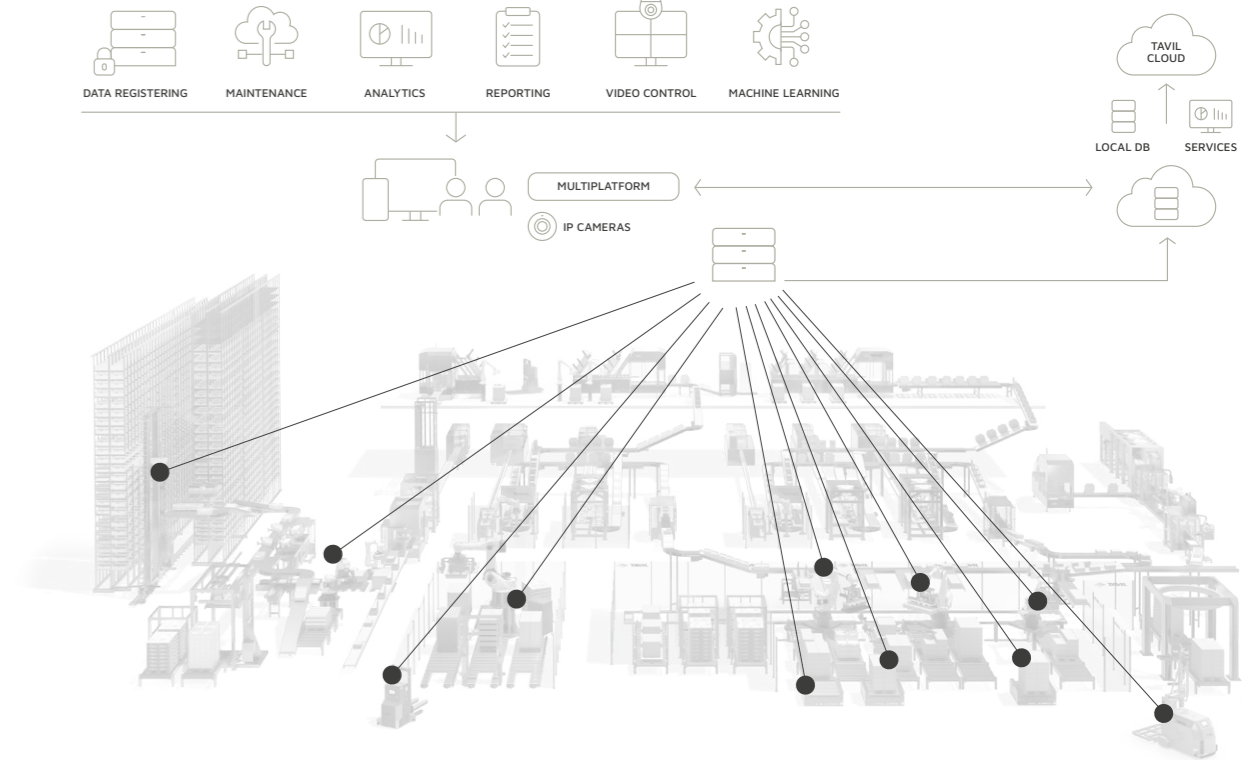 DATA REGISTERING
MAINTENANCE
ANALYTICS
REPORTING
VIDEO CONTROL
MACHINE LEARNING
TAVIL
CLOUD
LOCAL DB
SERVICES
MULTIPLATFORM
IP CAMERAS